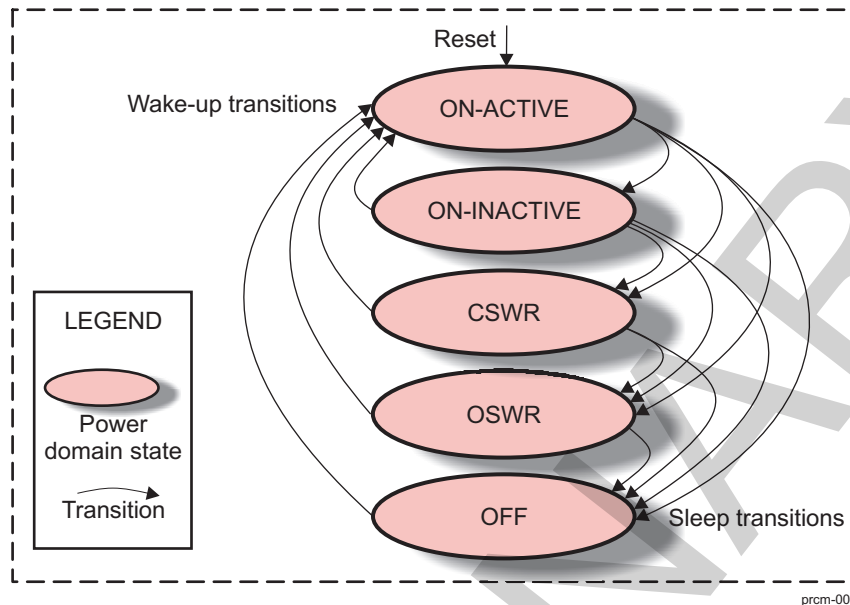 Reset
Wake-up transitions
ON-ACTIVE
ON-INACTIVE
CSWR
OSWR
OFF
Sleep transitions
LEGEND
Power
domain state
Transition
prcm-00